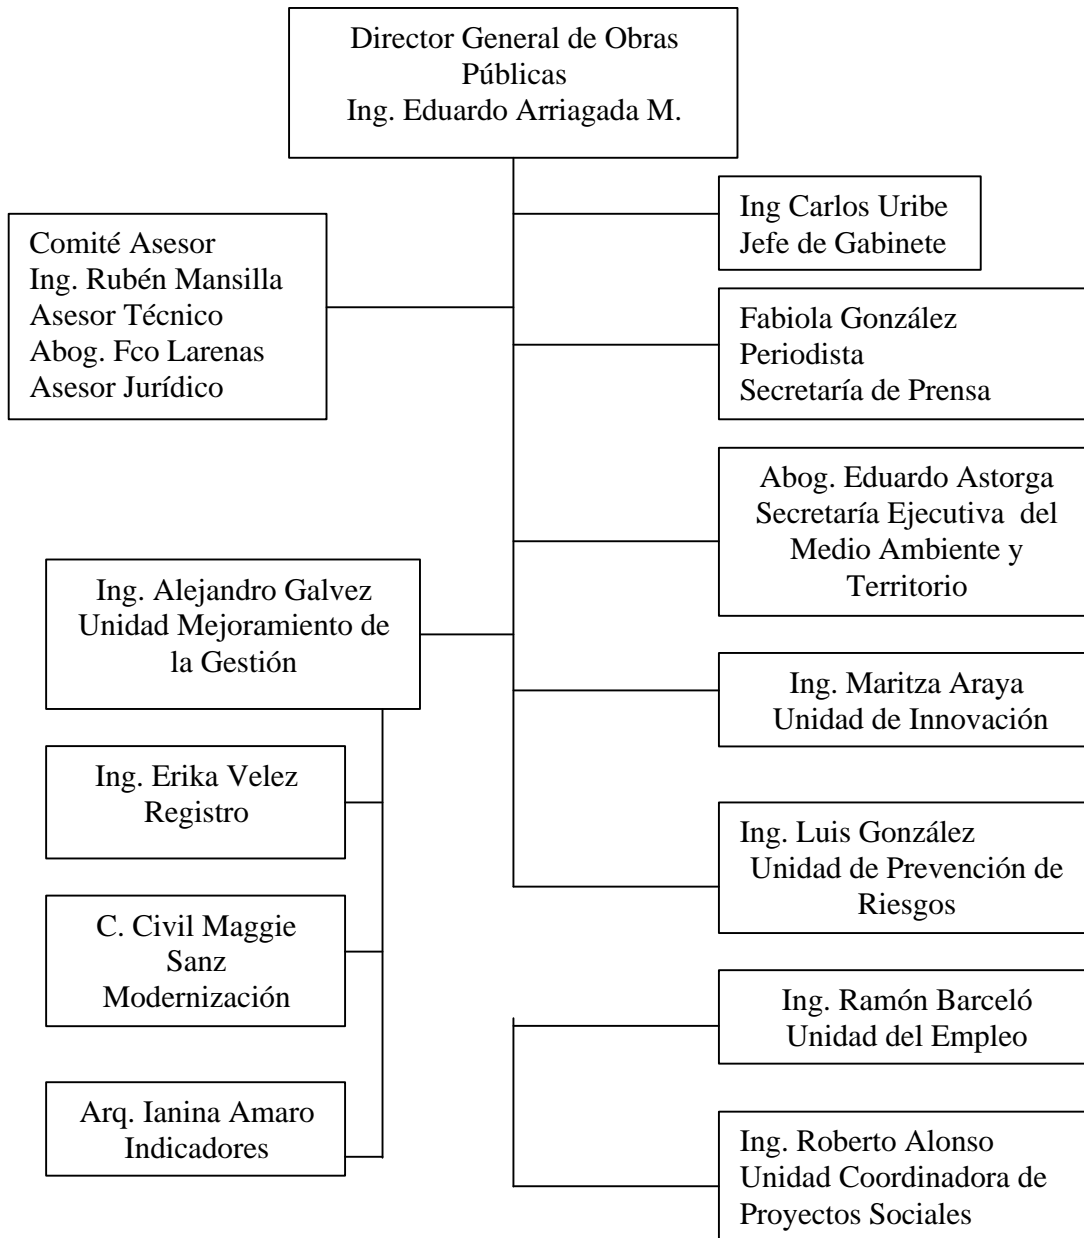 Director General de Obras
Públicas
Ing. Eduardo Arriagada M.
Ing Carlos Uribe
Jefe de Gabinete
Comité Asesor
Ing. Rubén Mansilla
Asesor Técnico
Abog. Fco Larenas
Asesor Jurídico
Fabiola González
Periodista
Secretaría de Prensa
Abog. Eduardo Astorga
Secretaría Ejecutiva del
Medio Ambiente y
Territorio
Ing. Alejandro Galvez
Unidad Mejoramiento de
la Gestión
Ing. Maritza Araya
Unidad de Innovación
Ing. Erika Velez
Registro
Ing. Luis González
Unidad de Prevención de
Riesgos
C. Civil Maggie
Sanz
Modernización
Ing. Ramón Barceló
Unidad del Empleo
Arq. Ianina Amaro
Indicadores
Ing. Roberto Alonso
Unidad Coordinadora de
Proyectos Sociales